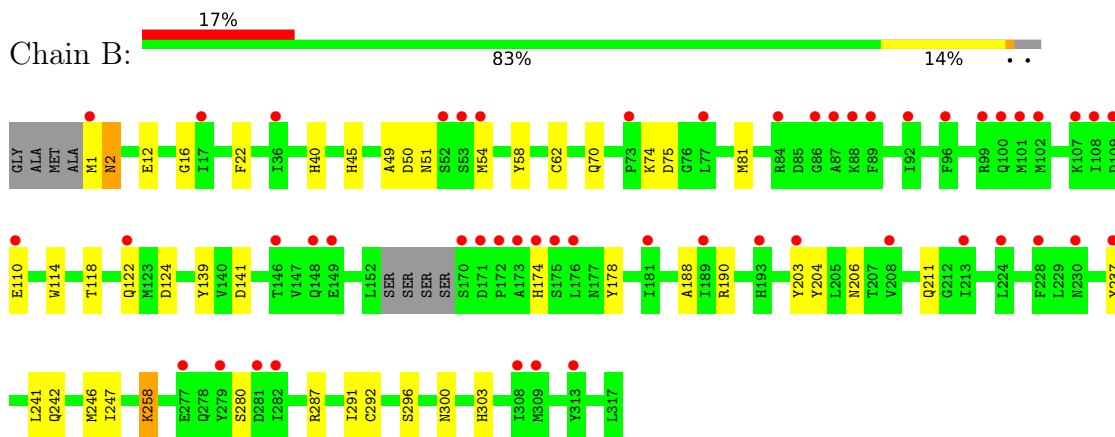 17%
Chain B:
83% 14% • •
GLY ALA MET ALA M1 N2 E12 G16 I17 F22 I36 H40 H45 A49 D50 N51 S52 S53 M54 Y58 C62 Q70 P73 K74 D75 G76 L77 M81 R84 D85 G86 A87 K88 F89 I92 F96 R99 Q100 M101 M102 K107 I108 D109
E110 W114 T118 Q122 M123 D124 Y139 V140 D141 T146 V147 Q148 E149 L152 SER SER SER SER S170 D171 P172 A173 H174 S175 L176 N177 Y178 I181 A188 I189 R190 H193 Y203 Y204 L205 N206 T207 V208 Q211 G212 I213 L224 F228 L229 N230 Y237
L241 Q242 M246 I247 K258 E277 Q278 Y279 S280 D281 I282 R287 I291 C292 S296 N300 H303 I308 M309 Y313 L317